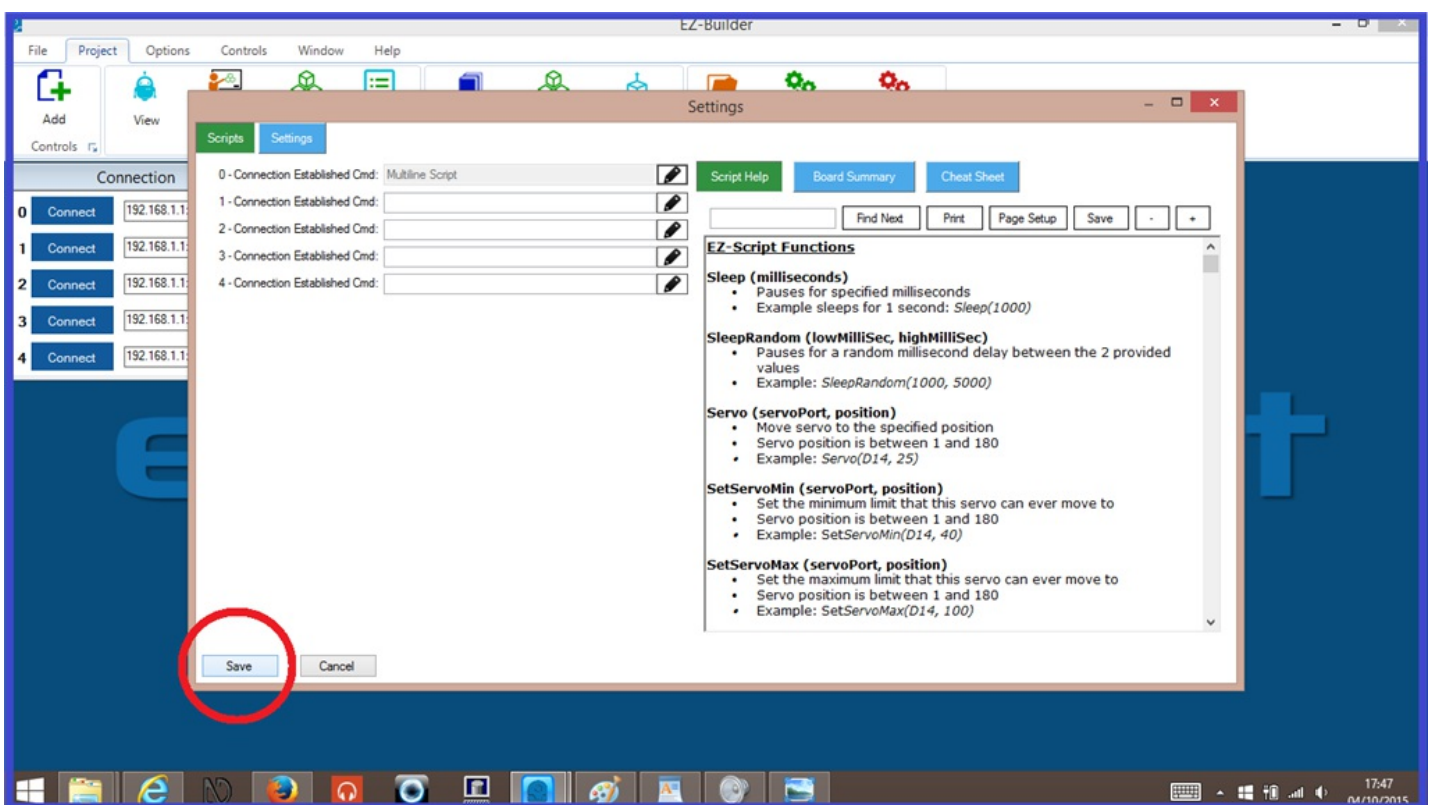 EZ-Builder
File Project Options Controls Window Help
Add
View
Controls
Settings
Scripts Settings
Connection
0 Connect 192.168.1.1:
1 Connect 192.168.1.1:
2 Connect 192.168.1.1:
3 Connect 192.168.1.1:
4 Connect 192.168.1.1:
0 - Connection Established Cmd: Multiline Script
1 - Connection Established Cmd:
2 - Connection Established Cmd:
3 - Connection Established Cmd:
4 - Connection Established Cmd:
Script Help Board Summary Cheat Sheet
Find Next Print Page Setup Save - +
EZ-Script Functions
Sleep (milliseconds)
• Pauses for specified milliseconds
• Example sleeps for 1 second: Sleep(1000)
SleepRandom (lowMilliSec, highMilliSec)
• Pauses for a random millisecond delay between the 2 provided
values
• Example: SleepRandom(1000, 5000)
Servo (servoPort, position)
• Move servo to the specified position
• Servo position is between 1 and 180
• Example: Servo(D14, 25)
SetServoMin (servoPort, position)
• Set the minimum limit that this servo can ever move to
• Servo position is between 1 and 180
• Example: SetServoMin(D14, 40)
SetServoMax (servoPort, position)
• Set the maximum limit that this servo can ever move to
• Servo position is between 1 and 180
• Example: SetServoMax(D14, 100)
Save Cancel
e t
17:47
04/10/2015